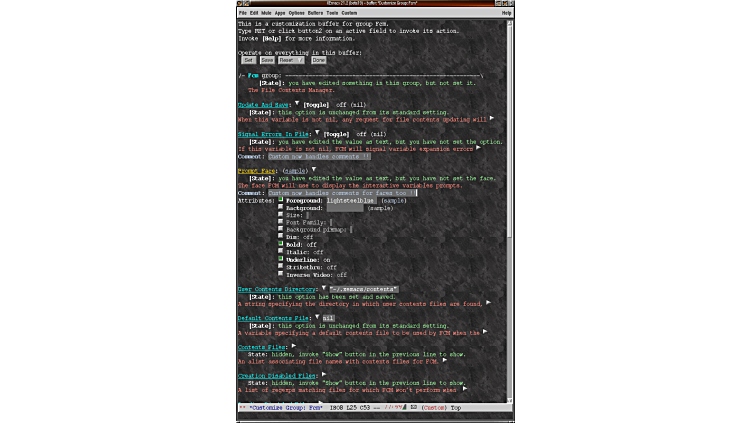 XEmacs 21.2 (beta19) - buffer "Customize Group: Fcm"
File Edit Mule Apps Options Buffers Tools Custom Help
This is a customization buffer for group Fcm.
Type RET or click button2 on an active field to invoke its action.
Invoke [Help] for more information.
Operate on everything in this buffer:
Set Save Reset Done
/- Fcm group: ---\
[State]: you have edited something in this group, but not set it.
The File Contents Manager.
Update And Save: [Toggle] off (nil)
[State]: this option is unchanged from its standard setting.
When this variable is not nil, any request for file contents updating will
Signal Errors In File: [Toggle] off (nil)
[State]: you have edited the value as text, but you have not set the option.
If this variable is not nil, FCM will signal variable expansion errors
Comment: Custom now handles comments !!
Prompt Face: (sample)
[State]: you have edited the value as text, but you have not set the face.
The face FCM will use to display the interactive variables prompts.
Comment: Custom now handles comments for faces too !!
Attributes: Foreground: lightsteelblue (sample)
Background: (sample)
Size:
Font Family:
Background pixmap:
Dim: off
Bold: off
Italic: off
Underline: on
Strikethru: off
Inverse Video: off
User Contents Directory: "~/.xemacs/contents"
[State]: this option has been set and saved.
A string specifying the directory in which user contents files are found,
Default Contents File: nil
[State]: this option is unchanged from its standard setting.
A variable specifying a default contents file to be used by FCM when the
Contents Files:
State: hidden, invoke "Show" button in the previous line to show.
An alist associating file names with contents files for FCM.
Creation Disabled Files:
State: hidden, invoke "Show" button in the previous line to show.
A list of regexps matching files for which FCM won't perform when
*Customize Group: Fcm* ISO8 L25 C53 -- (Custom) Top